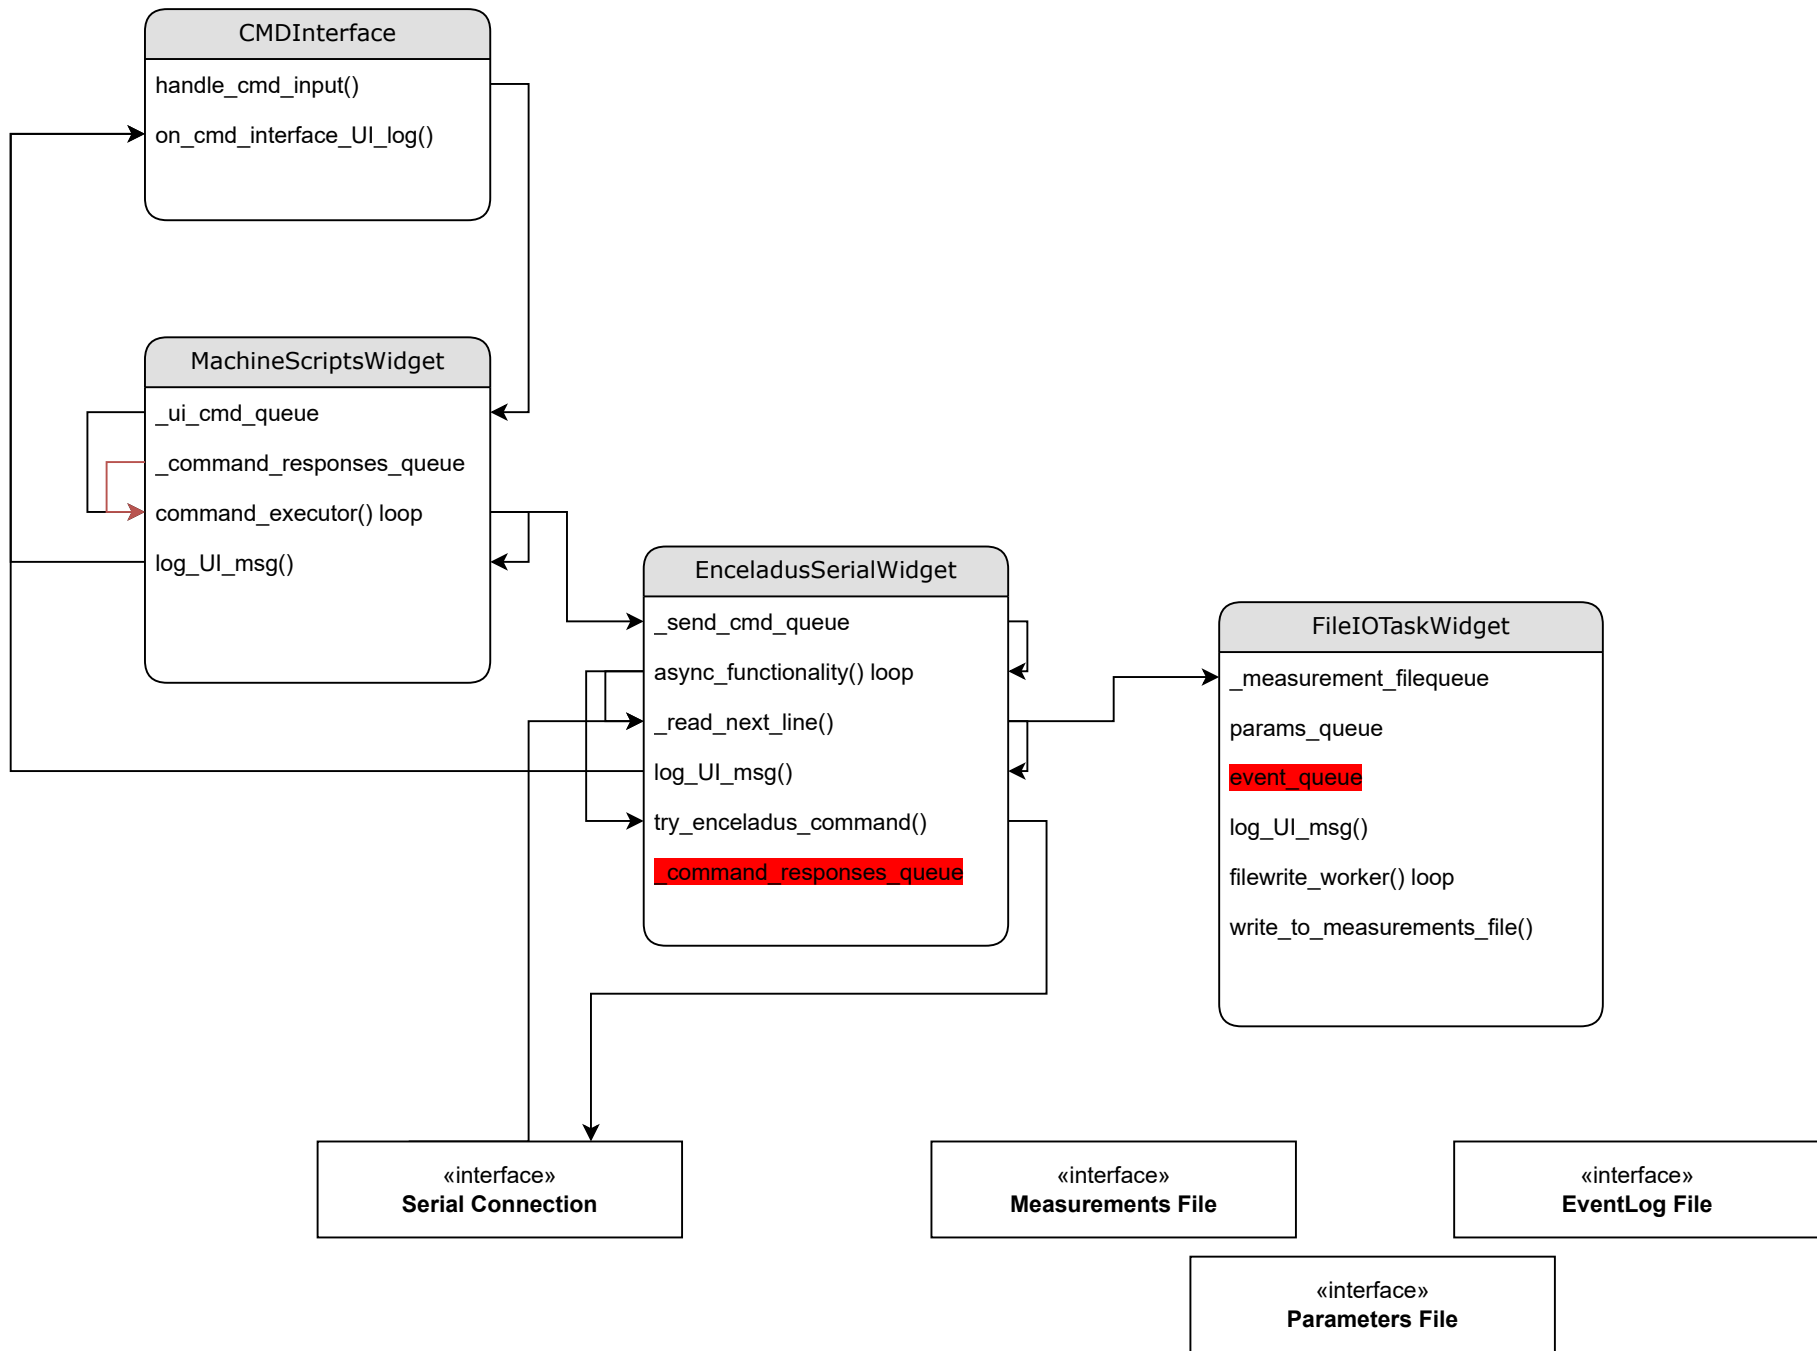 CMDInterface
handle_cmd_input()
on_cmd_interface_UI_log()
MachineScriptsWidget
_ui_cmd_queue
_command_responses_queue
command_executor() loop
log_UI_msg()
EnceladusSerialWidget
_send_cmd_queue
async_functionality() loop
_read_next_line()
log_UI_msg()
try_enceladus_command()
_command_responses_queue
FileIOTaskWidget
_measurement_filequeue
params_queue
event_queue
log_UI_msg()
filewrite_worker() loop
write_to_measurements_file()
«interface»
Serial Connection
«interface»
Measurements File
«interface»
EventLog File
«interface»
Parameters File